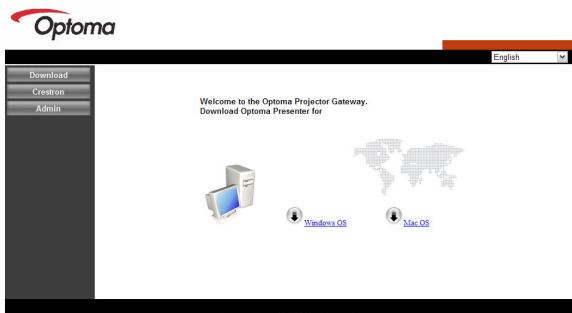 Optoma
English
Download
Crestron
Admin
Welcome to the Optoma Projector Gateway.
Download Optoma Presenter for
Windows OS
Mac OS